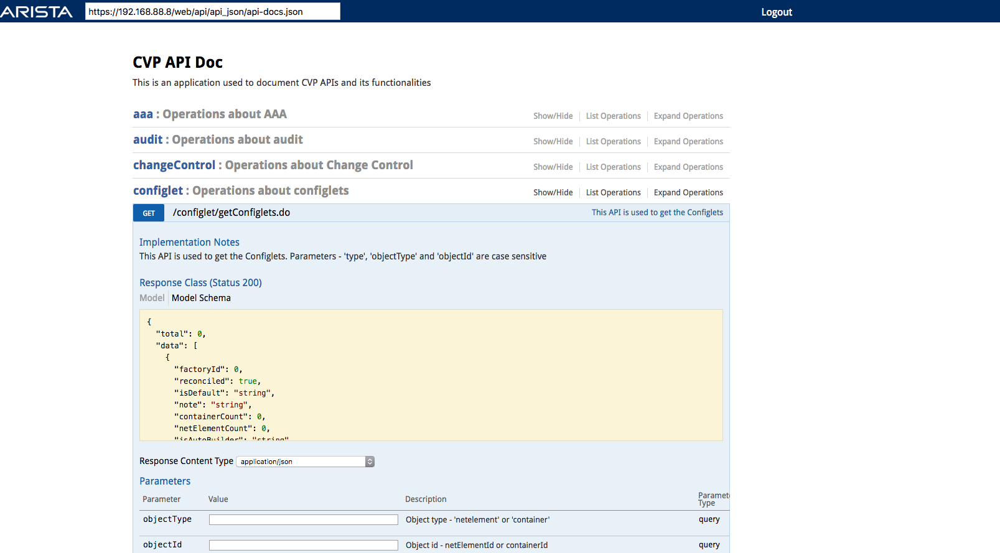 ARISTA https://192.168.88.8/web/api/api_json/api-docs.json Logout
CVP API Doc
This is an application used to document CVP APIs and its functionalities
aaa : Operations about AAA Show/Hide List Operations Expand Operations
audit : Operations about audit Show/Hide List Operations Expand Operations
changeControl : Operations about Change Control Show/Hide List Operations Expand Operations
configlet : Operations about configlets Show/Hide List Operations Expand Operations
GET /configlet/getConfiglets.do This API is used to get the Configlets
Implementation Notes
This API is used to get the Configlets. Parameters - 'type', 'objectType' and 'objectId' are case sensitive
Response Class (Status 200)
Model Model Schema
{
"total": 0,
"data": [
{
"factoryId": 0,
"reconciled": true,
"isDefault": "string",
"note": "string",
"containerCount": 0,
"netElementCount": 0,
"isAutoBuilder": "string"
Response Content Type application/json
Parameters
Parameter Value Description Paramete
Type
objectType Object type - 'netelement' or 'container' query
objectId Object id - netElementId or containerId query